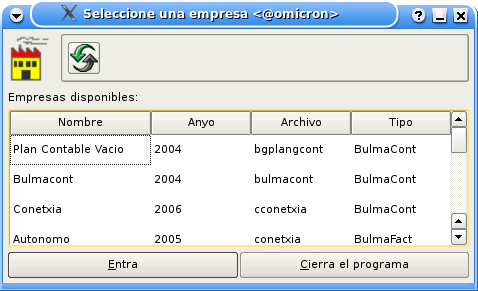 Seleccione una empresa <@omicron>
Empresas disponibles:
Nombre Anyo Archivo Tipo
Plan Contable Vacio 2004 bgplangcont BulmaCont
Bulmacont 2004 bulmacont BulmaCont
Conetxia 2006 cconetxia BulmaCont
Autonomo 2005 conetxia BulmaFact
Entra Cierra el programa